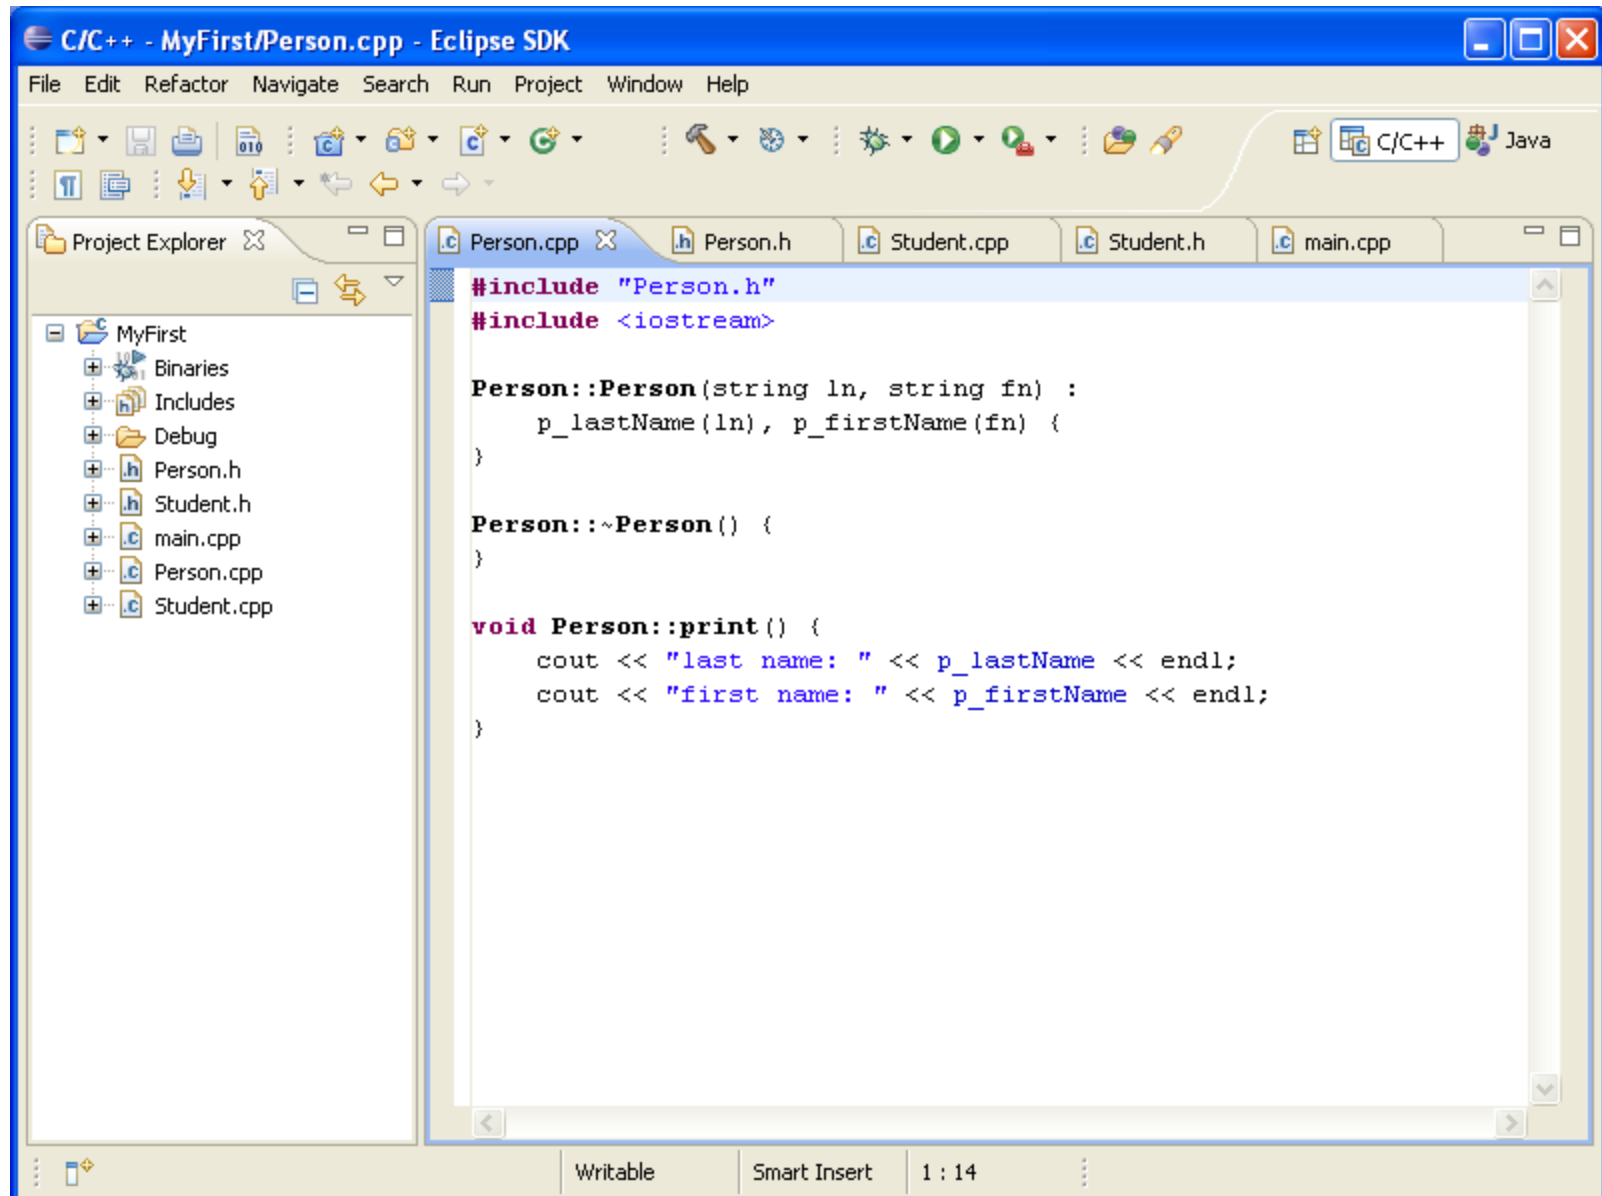 C/C++ - MyFirst/Person.cpp - Eclipse SDK
File Edit Refactor Navigate Search Run Project Window Help
C/C++ Java
Project Explorer
MyFirst
Binaries
Includes
Debug
Person.h
Student.h
main.cpp
Person.cpp
Student.cpp
Person.cpp Person.h Student.cpp Student.h main.cpp
#include "Person.h"
#include <iostream>
Person::Person(string ln, string fn) :
    p_lastName(ln), p_firstName(fn) {
}
Person::~Person() {
}
void Person::print() {
    cout << "last name: " << p_lastName << endl;
    cout << "first name: " << p_firstName << endl;
}
Writable Smart Insert 1 : 14